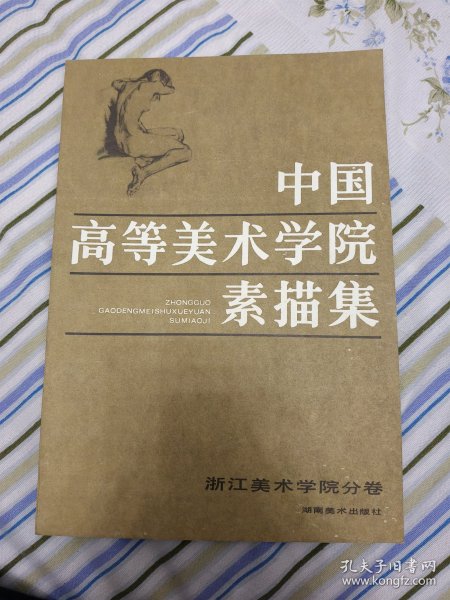 中国
高等美术学院
素描集
ZHONGGUO
GAODENGMEISHUXUEYUAN
SUMIAOJI
浙江美术学院分卷
湖南美术出版社
孔夫子旧书网
www.kongfz.com